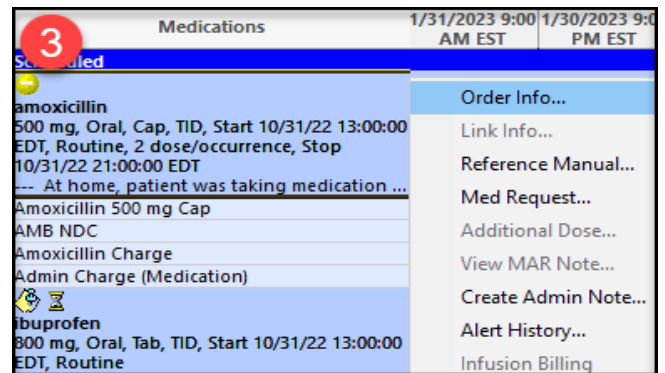 3
Medications
1/31/2023 9:00
AM EST
1/30/2023 9:0
PM EST
amoxicillin
500 mg, Oral, Cap, TID, Start 10/31/22 13:00:00
EDT, Routine, 2 dose/occurrence, Stop
10/31/22 21:00:00 EDT
--- At home, patient was taking medication ...
Amoxicillin 500 mg Cap
AMB NDC
Amoxicillin Charge
Admin Charge (Medication)
ibuprofen
800 mg, Oral, Tab, TID, Start 10/31/22 13:00:00
EDT, Routine
Order Info...
Link Info...
Reference Manual...
Med Request...
Additional Dose...
View MAR Note...
Create Admin Note...
Alert History...
Infusion Billing